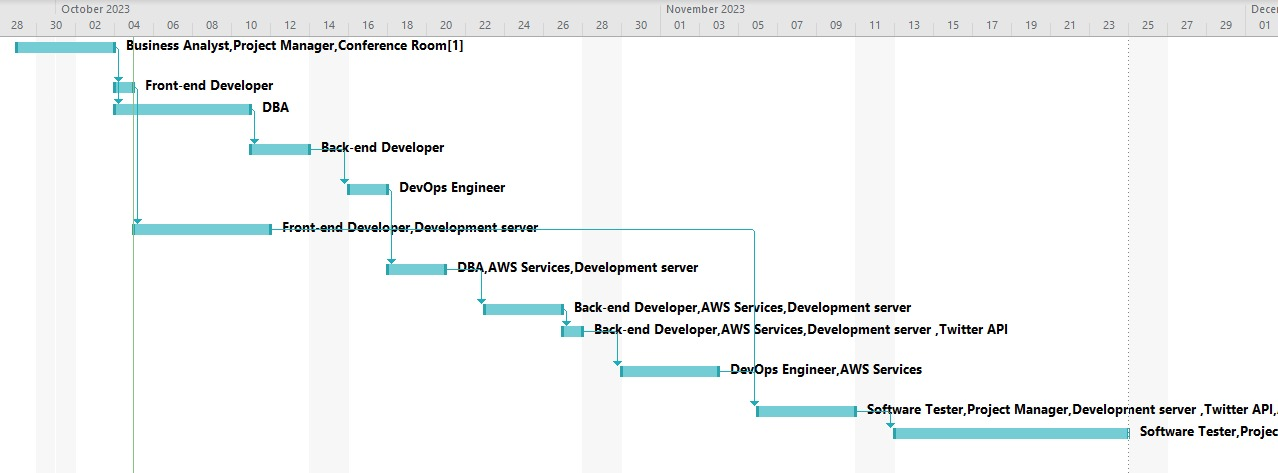 October 2023 November 2023 Decem
28 30 02 04 06 08 10 12 14 16 18 20 22 24 26 28 30 01 03 05 07 09 11 13 15 17 19 21 23 25 27 29 01
Business Analyst,Project Manager,Conference Room[1]
Front-end Developer
DBA
Back-end Developer
DevOps Engineer
Front-end Developer,Development server
DBA,AWS Services,Development server
Back-end Developer,AWS Services,Development server
Back-end Developer,AWS Services,Development server ,Twitter API
DevOps Engineer,AWS Services
Software Tester,Project Manager,Development server ,Twitter API,
Software Tester,Projec